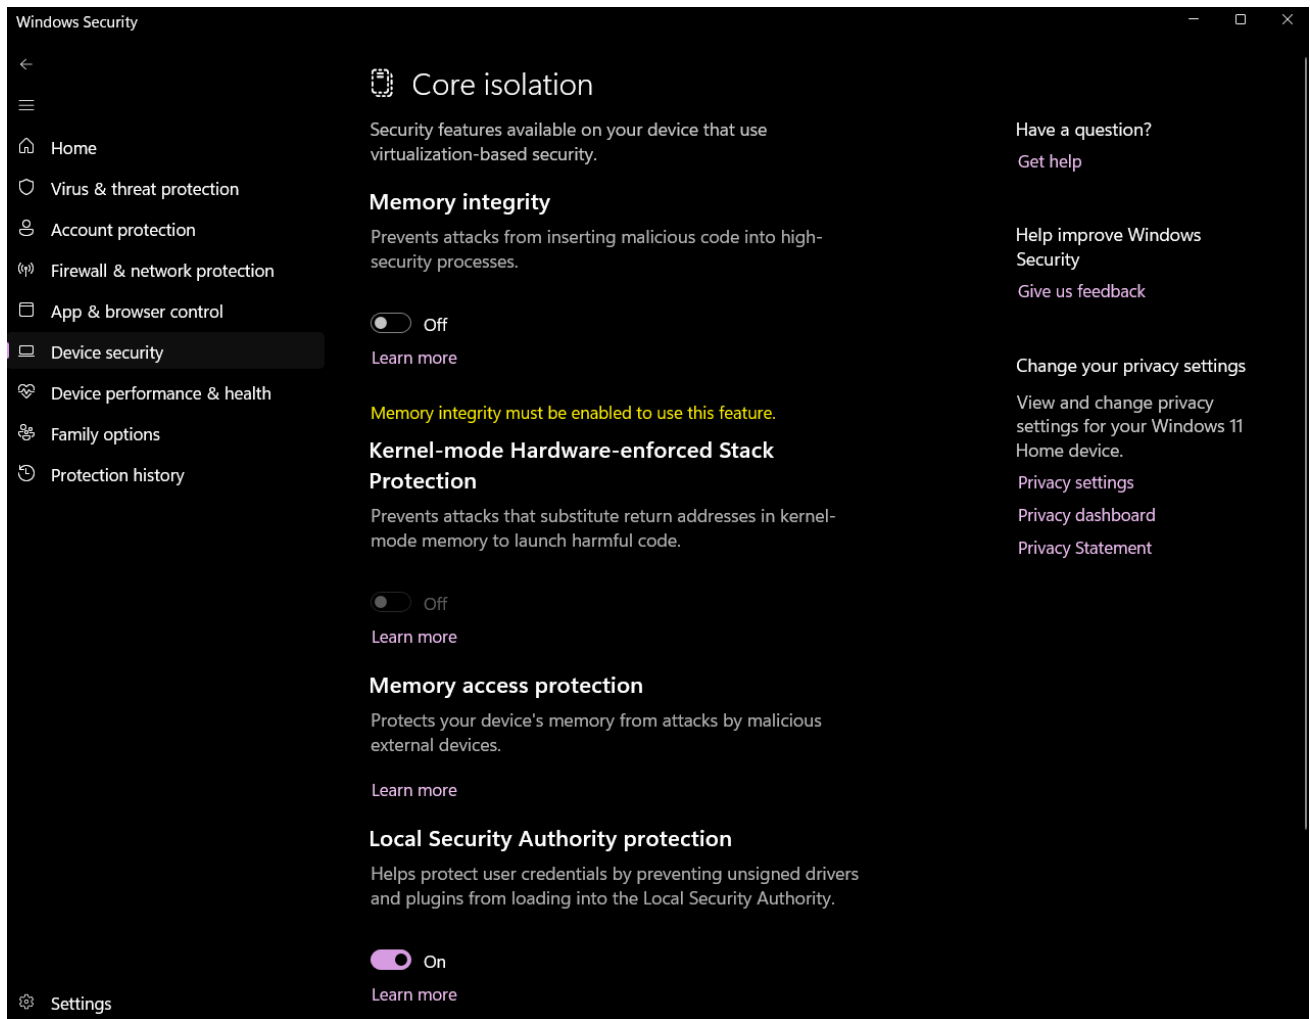 Windows Security
Home
Virus & threat protection
Account protection
Firewall & network protection
App & browser control
Device security
Device performance & health
Family options
Protection history
Settings
Core isolation
Security features available on your device that use
virtualization-based security.
Memory integrity
Prevents attacks from inserting malicious code into high-
security processes.
Off
Learn more
Memory integrity must be enabled to use this feature.
Kernel-mode Hardware-enforced Stack
Protection
Prevents attacks that substitute return addresses in kernel-
mode memory to launch harmful code.
Off
Learn more
Memory access protection
Protects your device's memory from attacks by malicious
external devices.
Learn more
Local Security Authority protection
Helps protect user credentials by preventing unsigned drivers
and plugins from loading into the Local Security Authority.
On
Learn more
Have a question?
Get help
Help improve Windows
Security
Give us feedback
Change your privacy settings
View and change privacy
settings for your Windows 11
Home device.
Privacy settings
Privacy dashboard
Privacy Statement